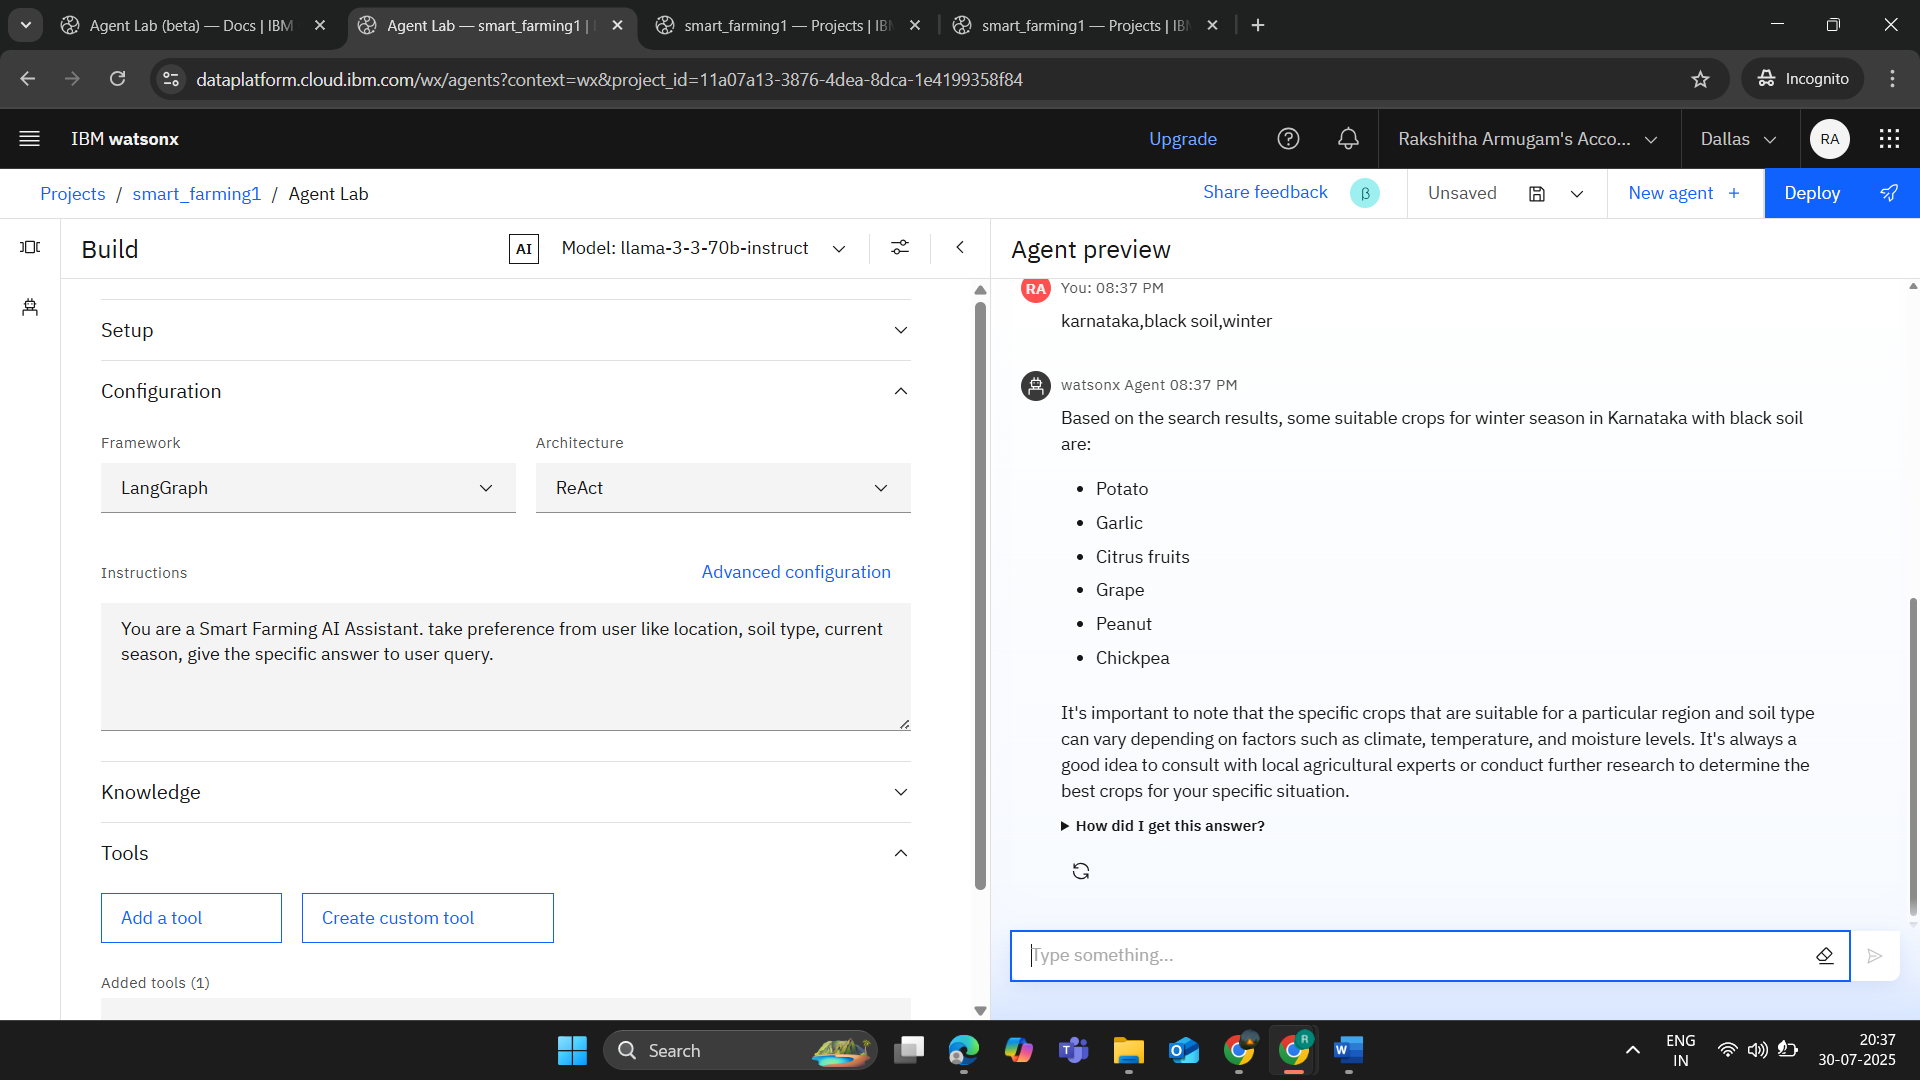 Agent Lab (beta) — Docs | IBM
Agent Lab — smart_farming1 |
smart_farming1 — Projects | IB
smart_farming1 — Projects | IB
dataplatform.cloud.ibm.com/wx/agents?context=wx&project_id=11a07a13-3876-4dea-8dca-1e4199358f84
Incognito
IBM watsonx
Upgrade
Rakshitha Armugam's Acco...
Dallas
RA
Projects / smart_farming1 / Agent Lab
Share feedback
β
Unsaved
New agent +
Deploy
Build
AI
Model: llama-3-3-70b-instruct
Setup
Configuration
Framework
Architecture
LangGraph
ReAct
Instructions
Advanced configuration
You are a Smart Farming AI Assistant. take preference from user like location, soil type, current
season, give the specific answer to user query.
Knowledge
Tools
Add a tool
Create custom tool
Added tools (1)
Agent preview
RA
You: 08:37 PM
karnataka,black soil,winter
watsonx Agent 08:37 PM
Based on the search results, some suitable crops for winter season in Karnataka with black soil
are:
• Potato
• Garlic
• Citrus fruits
• Grape
• Peanut
• Chickpea
It's important to note that the specific crops that are suitable for a particular region and soil type
can vary depending on factors such as climate, temperature, and moisture levels. It's always a
good idea to consult with local agricultural experts or conduct further research to determine the
best crops for your specific situation.
How did I get this answer?
Type something...
Search
ENG
IN
20:37
30-07-2025